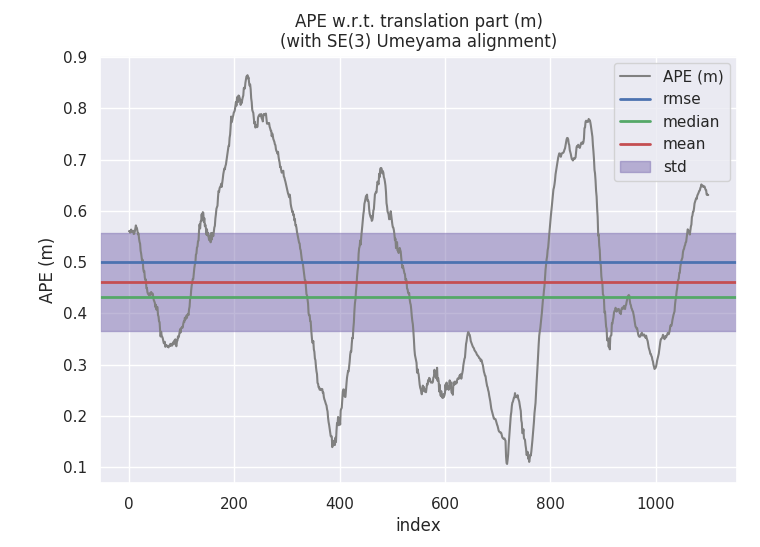 APE w.r.t. translation part (m)
(with SE(3) Umeyama alignment)
0.9
0.8
0.7
0.6
0.5
0.4
0.3
0.2
0.1
APE (m)
APE (m)
rmse
median
mean
std
0
200
400
600
800
1000
index